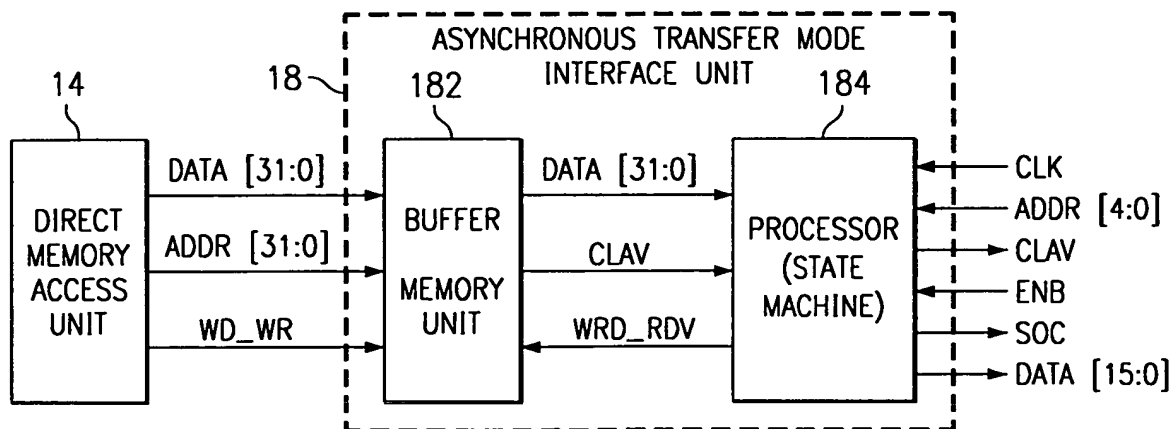 ASYNCHRONOUS TRANSFER MODE
INTERFACE UNIT
18
14
182
184
DIRECT
MEMORY
ACCESS
UNIT
DATA [31:0]
ADDR [31:0]
WD_WR
BUFFER
MEMORY
UNIT
DATA [31:0]
CLAV
WRD_RDV
PROCESSOR
(STATE
MACHINE)
CLK
ADDR [4:0]
CLAV
ENB
SOC
DATA [15:0]